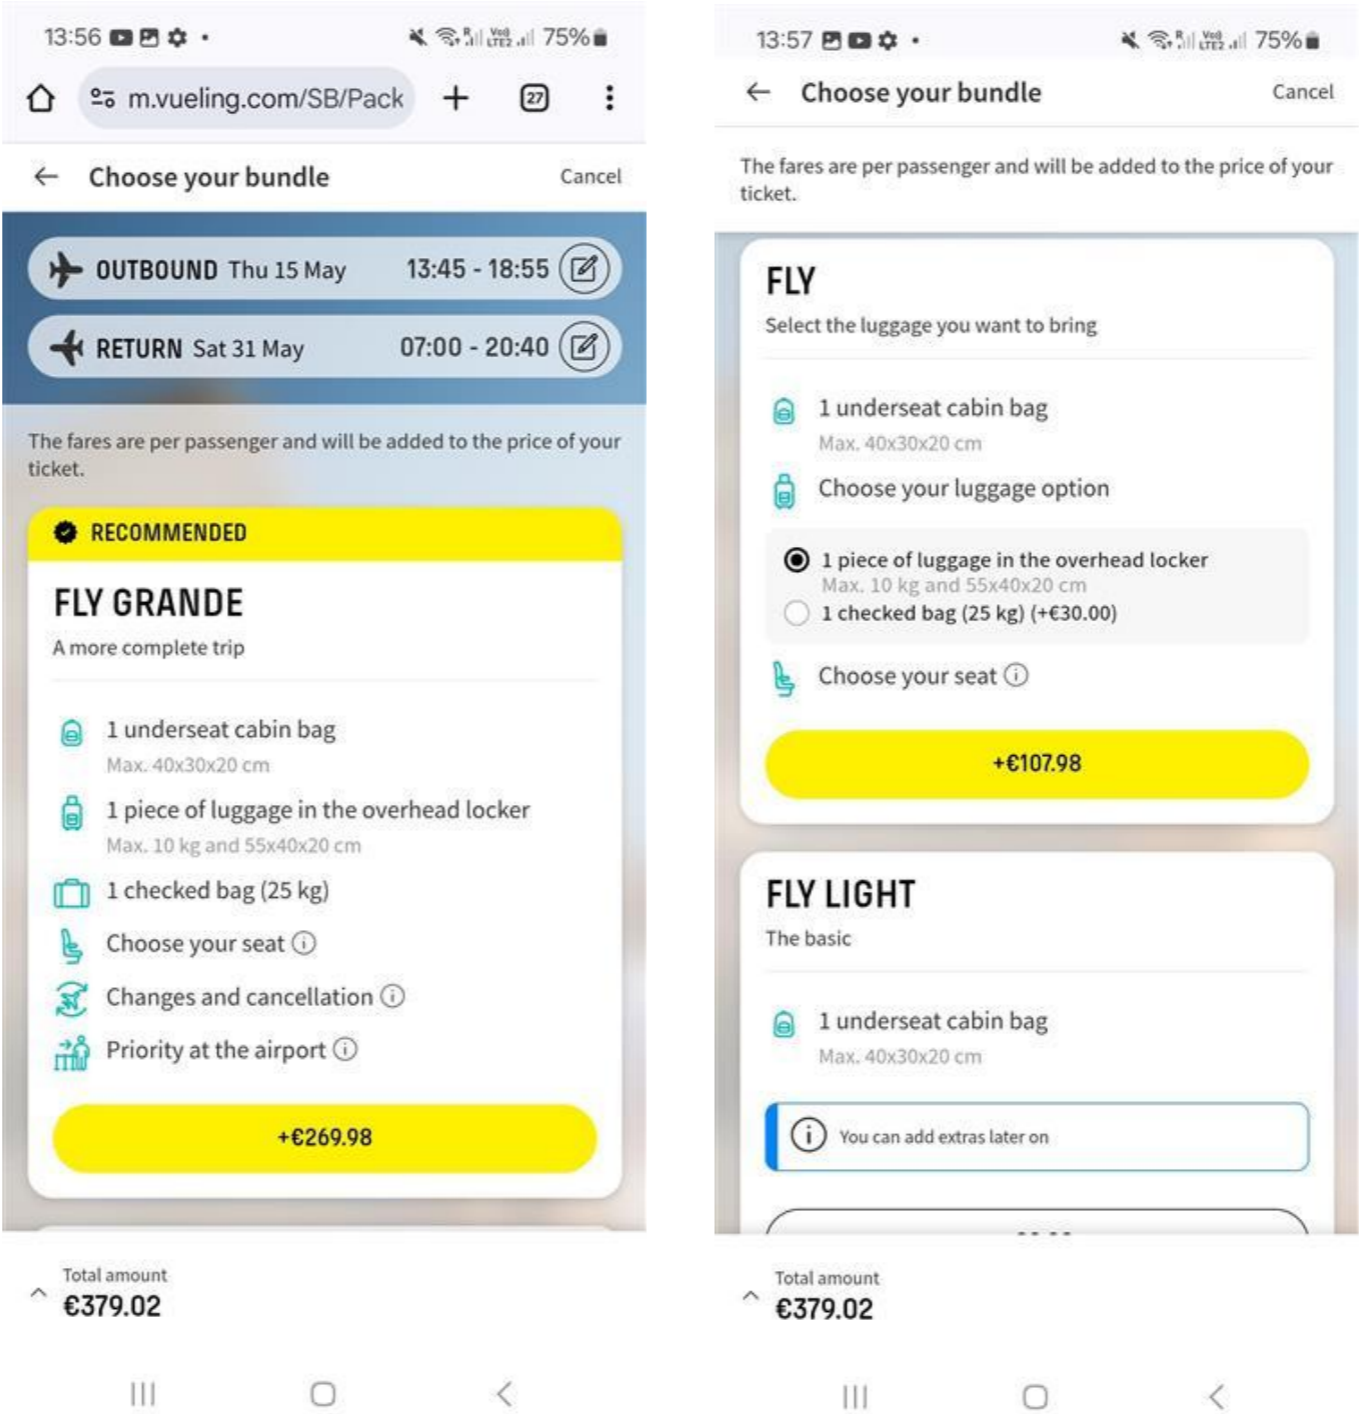 13:56
75%
m.vueling.com/SB/Pack
27
Choose your bundle
Cancel
OUTBOUND Thu 15 May 13:45 - 18:55
RETURN Sat 31 May 07:00 - 20:40
The fares are per passenger and will be added to the price of your
ticket.
RECOMMENDED
FLY GRANDE
A more complete trip
1 underseat cabin bag
Max. 40x30x20 cm
1 piece of luggage in the overhead locker
Max. 10 kg and 55x40x20 cm
1 checked bag (25 kg)
Choose your seat
Changes and cancellation
Priority at the airport
+€269.98
Total amount
€379.02
13:57
75%
Choose your bundle
Cancel
The fares are per passenger and will be added to the price of your
ticket.
FLY
Select the luggage you want to bring
1 underseat cabin bag
Max. 40x30x20 cm
Choose your luggage option
1 piece of luggage in the overhead locker
Max. 10 kg and 55x40x20 cm
1 checked bag (25 kg) (+€30.00)
Choose your seat
+€107.98
FLY LIGHT
The basic
1 underseat cabin bag
Max. 40x30x20 cm
You can add extras later on
Total amount
€379.02